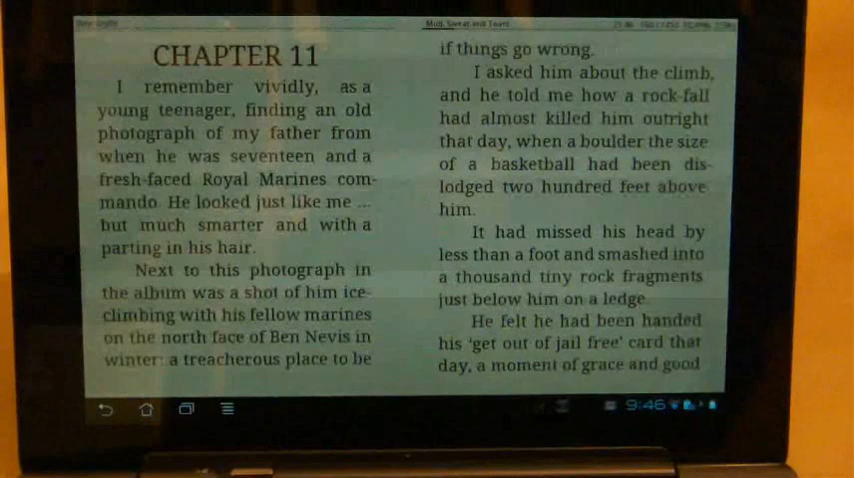 Bear Grylls
Mud, Sweat and Tears
CHAPTER 11
I remember vividly, as a
young teenager, finding an old
photograph of my father from
when he was seventeen and a
fresh-faced Royal Marines com-
mando. He looked just like me ...
but much smarter and with a
parting in his hair.
Next to this photograph in
the album was a shot of him ice-
climbing with his fellow marines
on the north face of Ben Nevis in
winter: a treacherous place to be
if things go wrong.
I asked him about the climb,
and he told me how a rock-fall
had almost killed him outright
that day, when a boulder the size
of a basketball had been dis-
lodged two hundred feet above
him.
It had missed his head by
less than a foot and smashed into
a thousand tiny rock fragments
just below him on a ledge.
He felt he had been handed
his ‘get out of jail free’ card that
day, a moment of grace and good
9:46